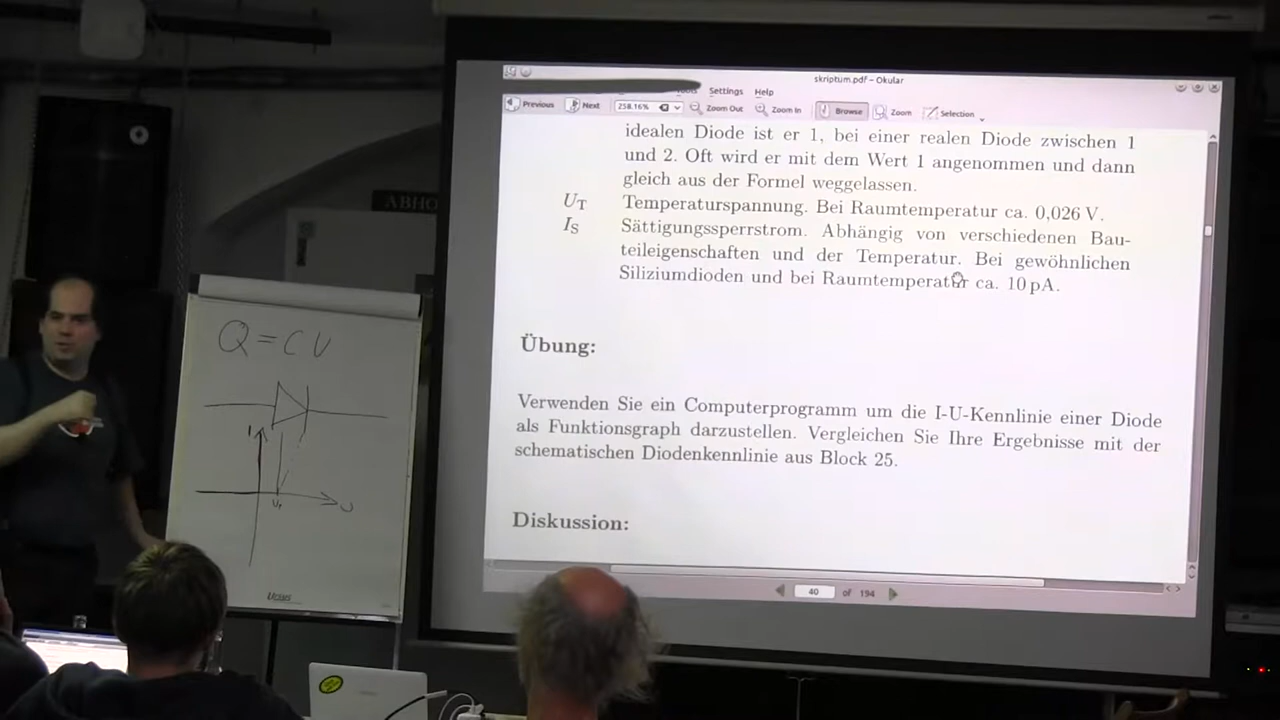 skriptum.pdf – Okular
Settings Help
Previous Next 258.16% Zoom Out Zoom In Browse Zoom Selection
idealen Diode ist er 1, bei einer realen Diode zwischen 1
und 2. Oft wird er mit dem Wert 1 angenommen und dann
gleich aus der Formel weggelassen.
U_T Temperaturspannung. Bei Raumtemperatur ca. 0,026 V.
I_S Sättigungssperrstrom. Abhängig von verschiedenen Bau-
teileigenschaften und der Temperatur. Bei gewöhnlichen
Siliziumdioden und bei Raumtemperatur ca. 10 pA.
Übung:
Verwenden Sie ein Computerprogramm um die I-U-Kennlinie einer Diode
als Funktionsgraph darzustellen. Vergleichen Sie Ihre Ergebnisse mit der
schematischen Diodenkennlinie aus Block 25.
Diskussion:
40 of 194
ABHO
Q = C U
I
U